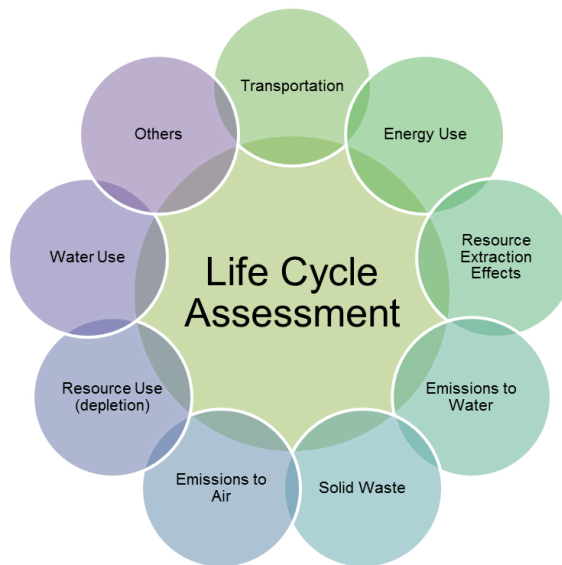 Life Cycle
Assessment
Transportation
Energy Use
Resource
Extraction
Effects
Emissions to
Water
Solid Waste
Emissions to
Air
Resource Use
(depletion)
Water Use
Others